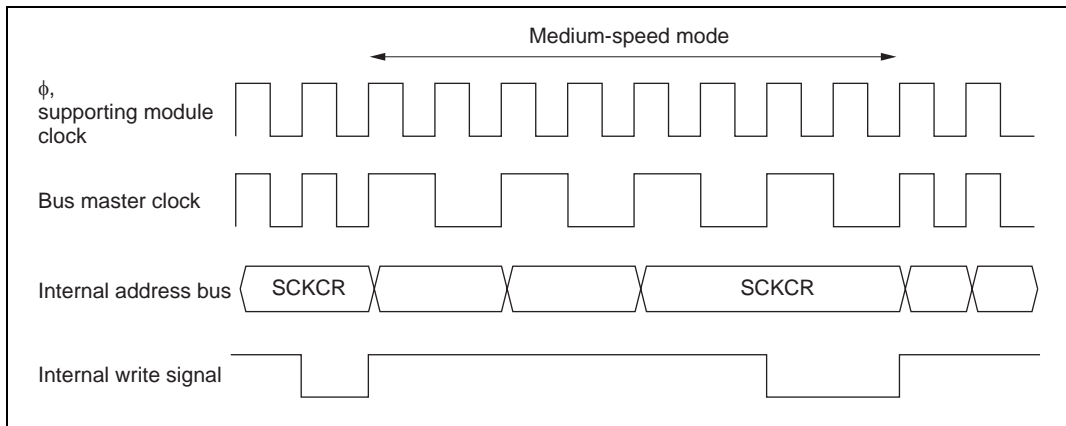 Medium-speed mode
ϕ,
supporting module
clock
Bus master clock
Internal address bus
SCKCR
SCKCR
Internal write signal